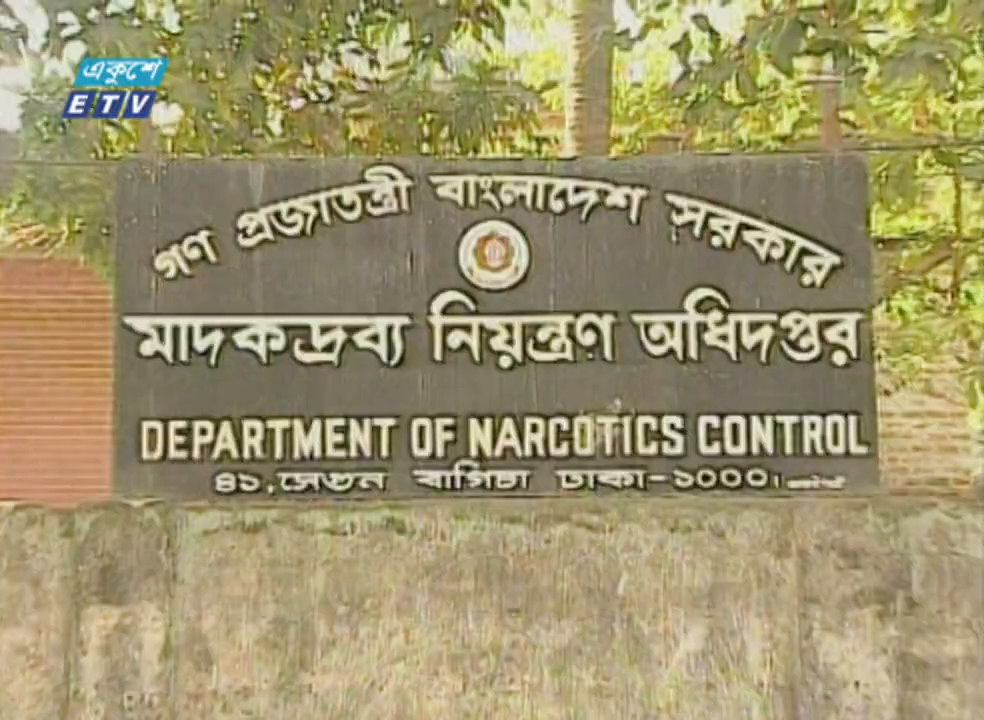 একুশে
ETV
গণ প্রজাতন্ত্রী বাংলাদেশ সরকার
মাদকদ্রব্য নিয়ন্ত্রণ অধিদপ্তর
DEPARTMENT OF NARCOTICS CONTROL
৪১, সেগুন বাগিচা ঢাকা-১০০০।